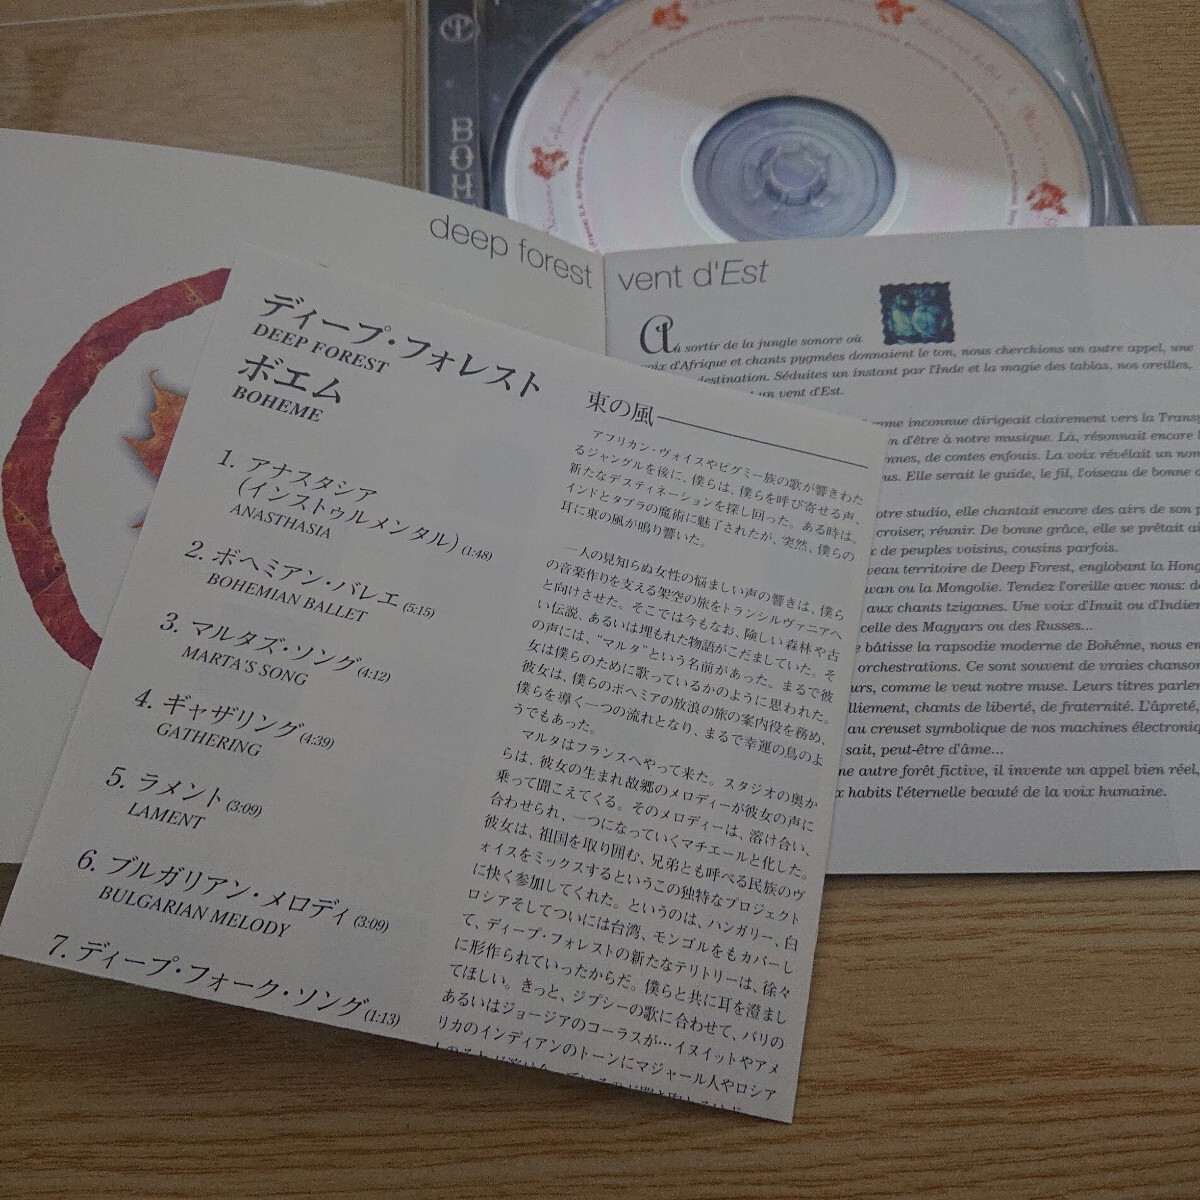 BOH
deep forest
vent d'Est
Au sortir de la jungle sonore où
voix d'Afrique et chants pygmées donnaient le ton, nous cherchions un autre appel, une
destination. Séduites un instant par l'Inde et la magie des tablas, nos oreilles,
un vent d'Est.
inconnue dirigeait clairement vers la
d'être à notre musique. Là, résonnait encore
de contes enfouis. La voix révélait un nom
Elle serait le guide, le fil, l'oiseau de bonne
studio, elle chantait encore des airs de son
croiser, réunir. De bonne grâce, elle se prêtait
de peuples voisins, cousins parfois.
territoire de Deep Forest, englobant la
ou la Mongolie. Tendez l'oreille avec nous:
aux chants tziganes. Une voix d'Inuit ou
celle des Magyars ou des Russes...
bâtisse la rapsodie moderne de Bohême, nous
orchestrations. Ce sont souvent de vraies
comme le veut notre muse. Leurs titres
chants de liberté, de fraternité. L'âpreté,
au creuset symbolique de nos machines
sait, peut-être d'âme...
autre forêt fictive, il invente un appel bien réel,
habits l'éternelle beauté de la voix humaine.
ディープ・フォレスト
DEEP FOREST
ボエム
BOHEME
1. アナスタシア
(インストゥルメンタル) (1:48)
ANASTHASIA
2. ボヘミアン・バレエ (5:15)
BOHEMIAN BALLET
3. マルタズ・ソング (4:12)
MARTA'S SONG
4. ギャザリング (4:39)
GATHERING
5. ラメント (3:09)
LAMENT
6. ブルガリアン・メロディ (3:09)
BULGARIAN MELODY
7. ディープ・フォーク・ソング (1:13)
東の風
アフリカン・ヴォイスやピグミー族の歌が響きわた
るジャングルを後に、僕らは、僕らを呼び寄せる声、
新たなデスティネーションを探し回った。ある時は、
インドとタブラの魔術に魅了されたが、突然、僕らの
耳に東の風が鳴り響いた。
一人の見知らぬ女性の悩ましい声の響きは、僕ら
の音楽作りを支える架空の旅をトランシルヴァニアへ
と向けさせた。そこでは今もなお、険しい森林や古
い伝説、あるいは埋もれた物語がこだましていた。そ
の声には、“マルタ”という名前があった。まるで彼
女は僕らのために歌っているかのように思われた。
彼女は、僕らのボヘミアの放浪の旅の案内役を務め、
僕らを導く一つの流れとなり、まるで幸運の鳥のよ
うでもあった。
マルタはフランスへやって来た。スタジオの奥か
らは、彼女の生まれ故郷のメロディーが彼女の声に
乗って聞こえてくる。そのメロディーは、溶け合い、
合わせられ、一つになっていくマチエールと化した。
彼女は、祖国を取り囲む、兄弟とも呼べる民族のヴ
ォイスをミックスするというこの独特なプロジェクト
に快く参加してくれた。というのは、ハンガリー、白
ロシアそしてついには台湾、モンゴルをもカバーし
て、ディープ・フォレストの新たなテリトリーは、徐々
に形作られていったからだ。僕らと共に耳を澄まし
てほしい。きっと、ジプシーの歌に合わせて、パリの
あるいはジョージアのコーラスが…イヌイットやアメ
リカのインディアンのトーンにマジャール人やロシア